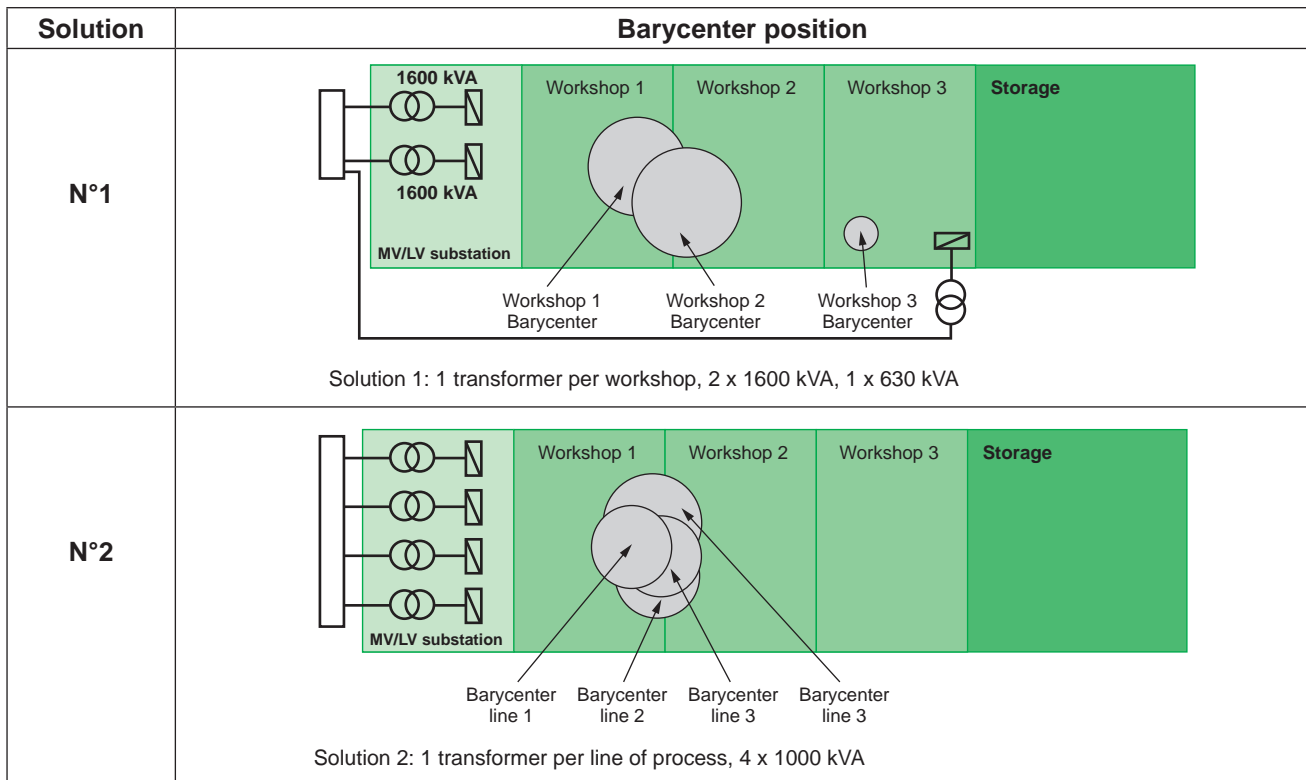 Solution
Barycenter position
N°1
1600 kVA
1600 kVA
MV/LV substation
Workshop 1
Workshop 2
Workshop 3
Storage
Workshop 1
Barycenter
Workshop 2
Barycenter
Workshop 3
Barycenter
Solution 1: 1 transformer per workshop, 2 x 1600 kVA, 1 x 630 kVA
N°2
MV/LV substation
Workshop 1
Workshop 2
Workshop 3
Storage
Barycenter
line 1
Barycenter
line 2
Barycenter
line 3
Barycenter
line 3
Solution 2: 1 transformer per line of process, 4 x 1000 kVA